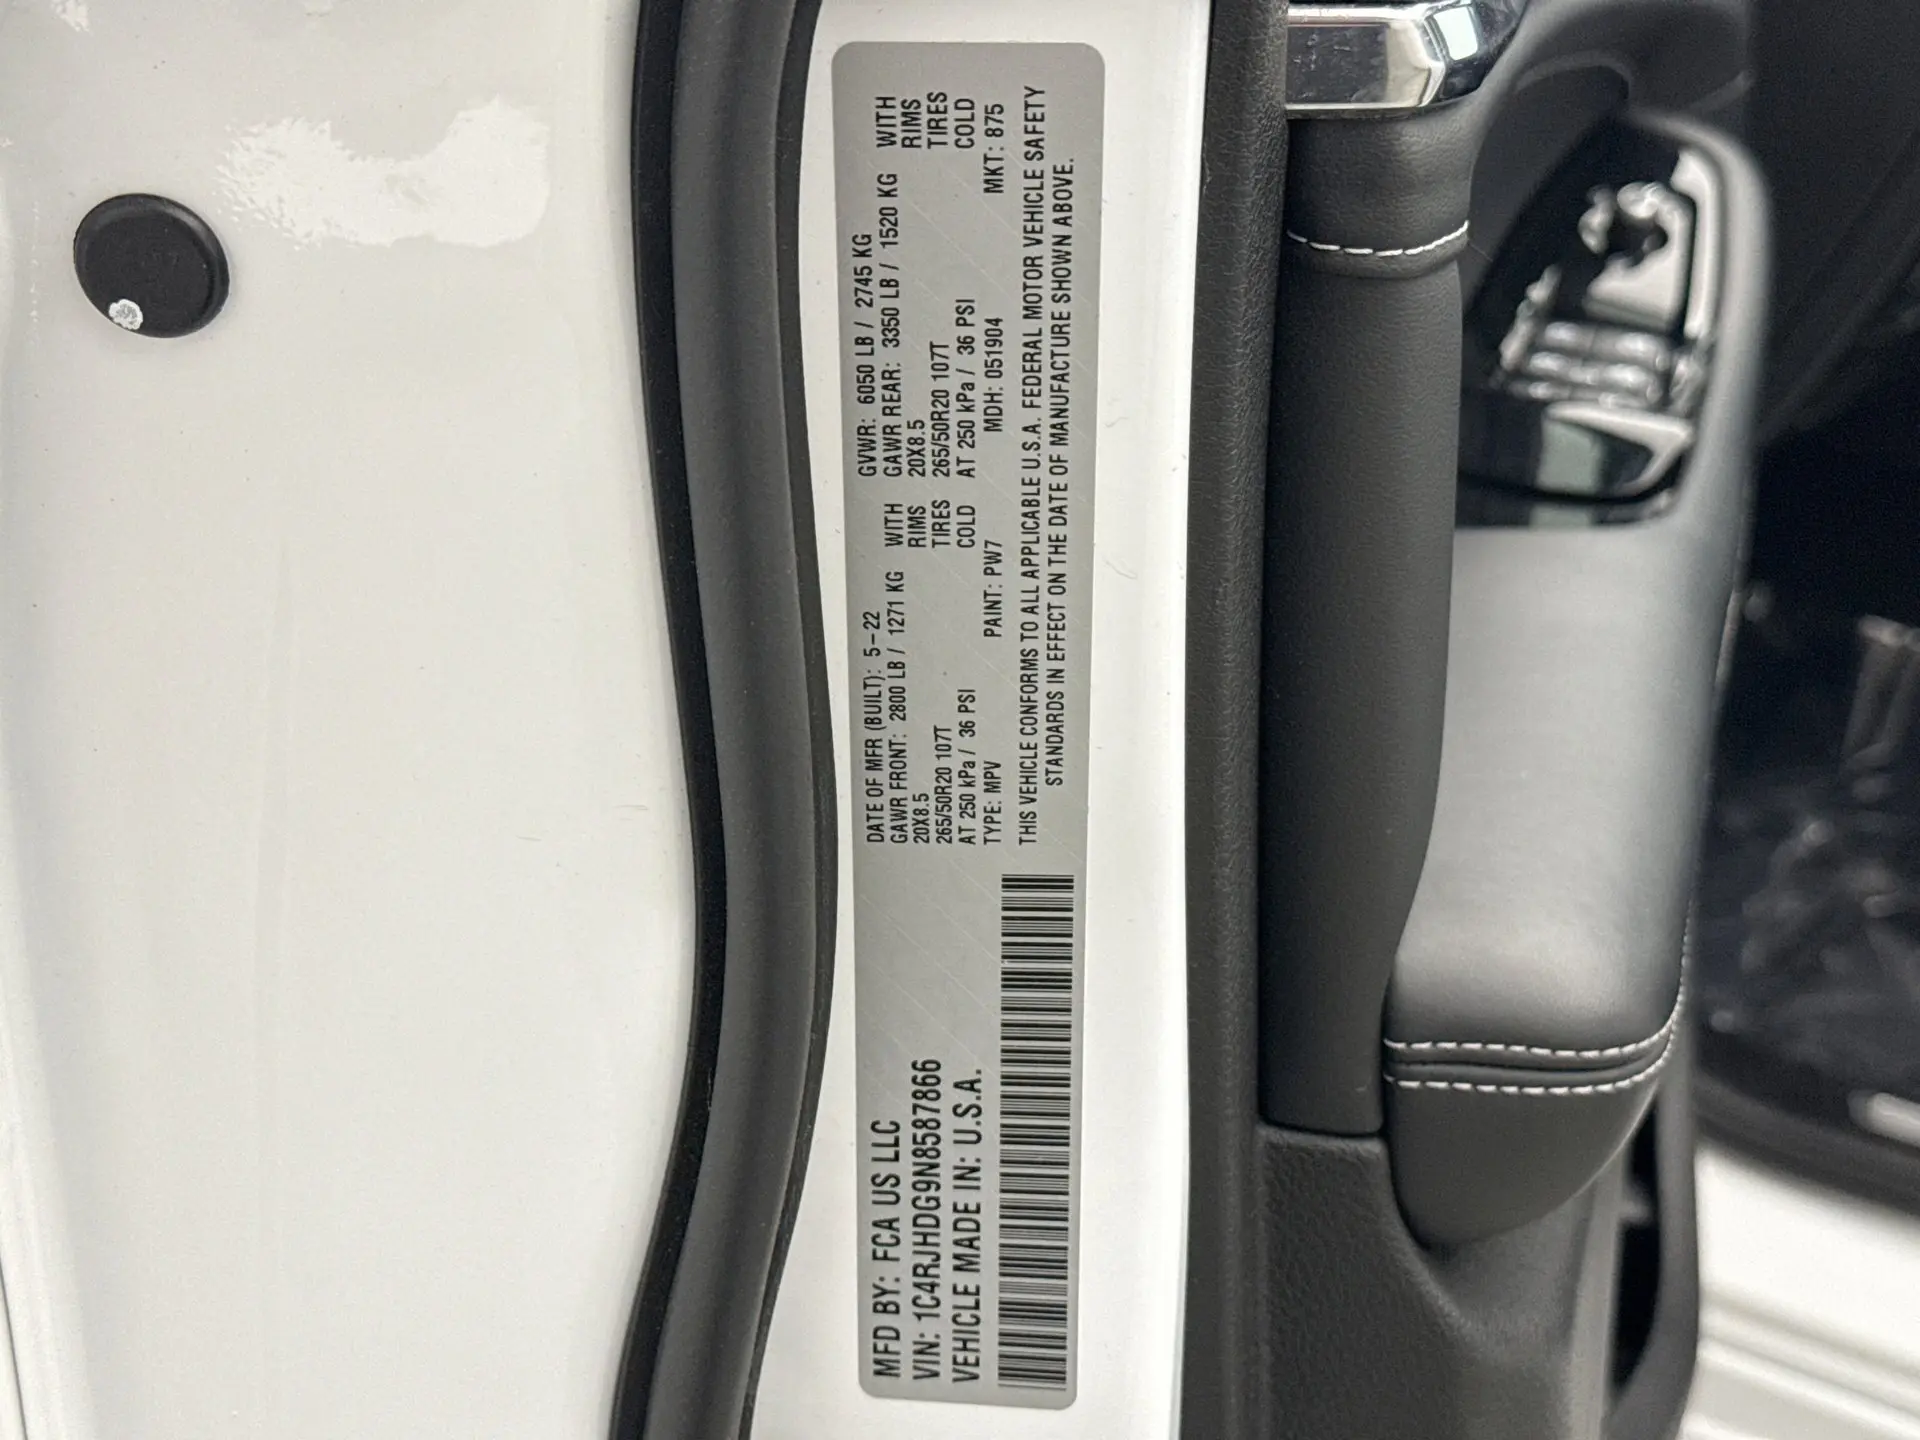 MFD BY: FCA US LLC
VIN: 1C4RJHDG9N8587866
VEHICLE MADE IN: U.S.A.
DATE OF MFR (BUILT): 5-22 GVWR: 6050 LB / 2745 KG
GAWR FRONT: 2800 LB / 1271 KG WITH GAWR REAR: 3350 LB / 1520 KG WITH
20X8.5 RIMS 20X8.5 RIMS
265/50R20 107T TIRES 265/50R20 107T TIRES
AT 250 kPa / 36 PSI COLD AT 250 kPa / 36 PSI COLD
TYPE: MPV PAINT: PW7 MDH: 051904 MKT: 875
THIS VEHICLE CONFORMS TO ALL APPLICABLE U.S.A. FEDERAL MOTOR VEHICLE SAFETY
STANDARDS IN EFFECT ON THE DATE OF MANUFACTURE SHOWN ABOVE.